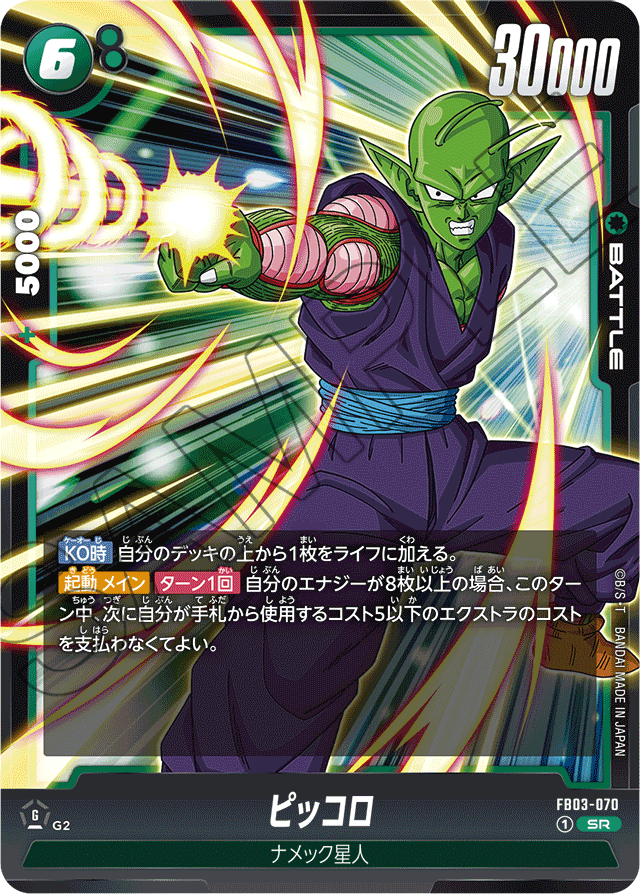 6
30000
+5000
BATTLE
SAMPLE
KO時 自分のデッキの上から1枚をライフに加える。
起動メイン ターン1回 自分のエナジーが8枚以上の場合、このター
ン中、次に自分が手札から使用するコスト5以下のエクストラのコスト
を支払わなくてよい。
©B/S・T BANDAI MADE IN JAPAN
ピッコロ
FB03-070
G G2
1 SR
ナメック星人